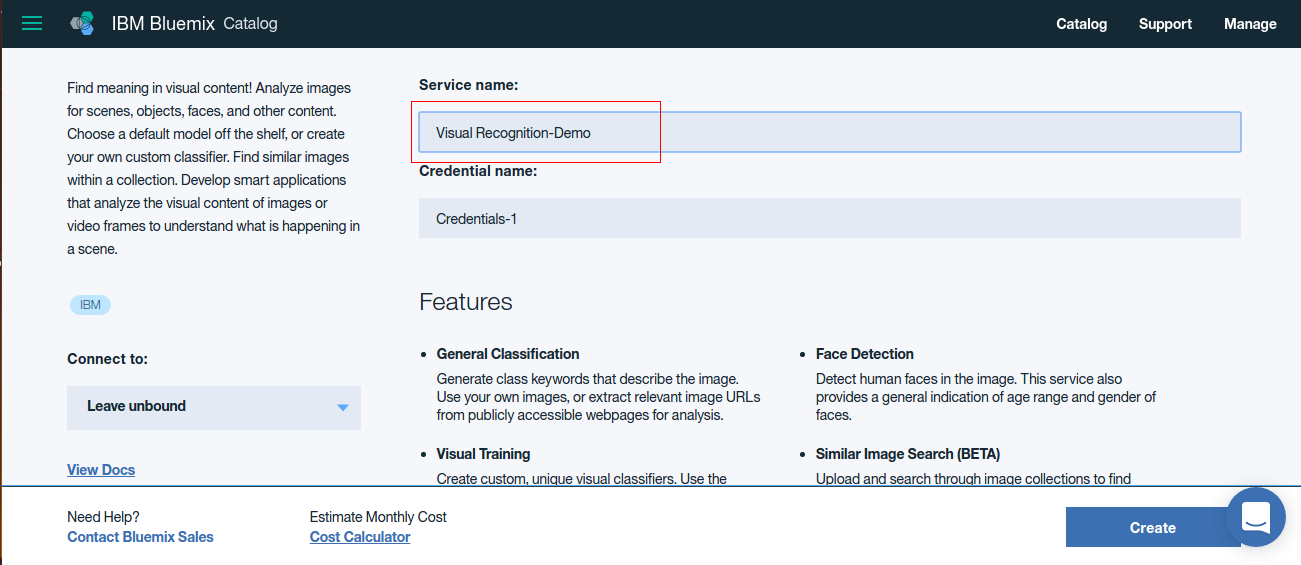 IBM Bluemix Catalog
Catalog Support Manage
Find meaning in visual content! Analyze images
for scenes, objects, faces, and other content.
Choose a default model off the shelf, or create
your own custom classifier. Find similar images
within a collection. Develop smart applications
that analyze the visual content of images or
video frames to understand what is happening in
a scene.
IBM
Connect to:
Leave unbound
View Docs
Service name:
Visual Recognition-Demo
Credential name:
Credentials-1
Features
General Classification
Generate class keywords that describe the image.
Use your own images, or extract relevant image URLs
from publicly accessible webpages for analysis.
Face Detection
Detect human faces in the image. This service also
provides a general indication of age range and gender of
faces.
Visual Training
Create custom, unique visual classifiers. Use the
Similar Image Search (BETA)
Upload and search through image collections to find
Need Help?
Contact Bluemix Sales
Estimate Monthly Cost
Cost Calculator
Create